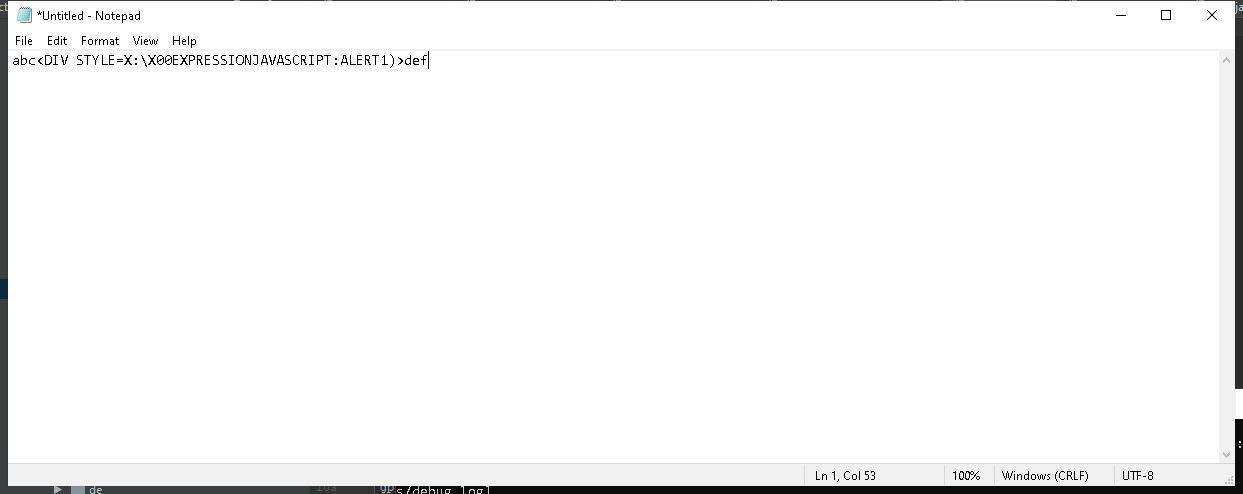 *Untitled - Notepad
File Edit Format View Help
abc<DIV STYLE=X:\X00EXPRESSIONJAVASCRIPT:ALERT1)>def
Ln 1, Col 53 100% Windows (CRLF) UTF-8
de 103 gp s/debug.log]